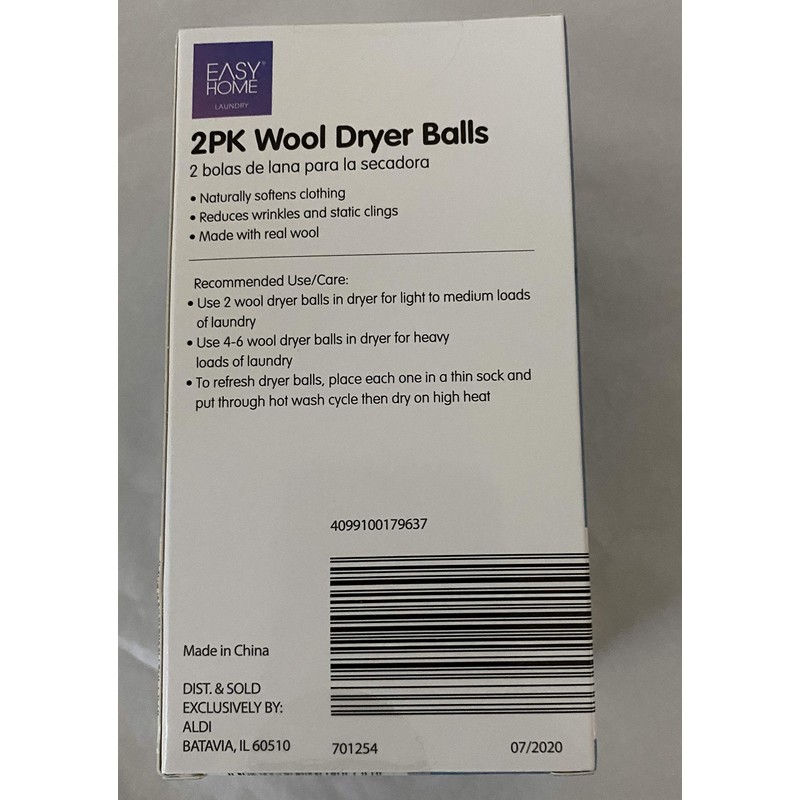 EASY®
HOME
LAUNDRY
2PK Wool Dryer Balls
2 bolas de lana para la secadora
• Naturally softens clothing
• Reduces wrinkles and static clings
• Made with real wool
Recommended Use/Care:
• Use 2 wool dryer balls in dryer for light to medium loads
of laundry
• Use 4-6 wool dryer balls in dryer for heavy
loads of laundry
• To refresh dryer balls, place each one in a thin sock and
put through hot wash cycle then dry on high heat
4099100179637
Made in China
DIST. & SOLD
EXCLUSIVELY BY:
ALDI
BATAVIA, IL 60510
701254
07/2020